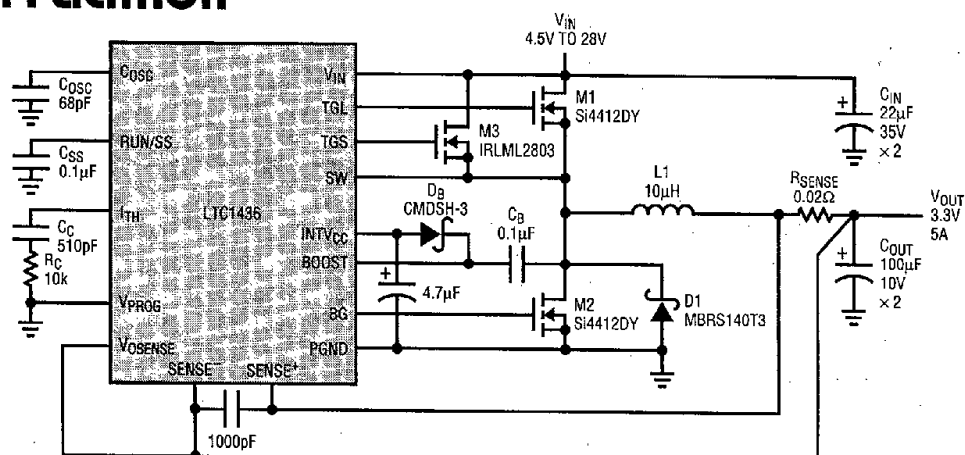 VIN
4.5V TO 28V
COSC
COSC
68pF
VIN
TGL
M1
Si4412DY
CIN
22µF
35V
× 2
RUN/SS
CSS
0.1µF
TGS
M3
IRLML2803
SW
ITH
LTC1436
CC
510pF
RC
10k
DB
CMDSH-3
CB
0.1µF
L1
10µH
RSENSE
0.02Ω
VOUT
3.3V
5A
INTVCC
BOOST
4.7µF
COUT
100µF
10V
× 2
VPROG
BG
M2
Si4412DY
D1
MBRS140T3
VOSENSE
PGND
SENSE–
SENSE+
1000pF
+
+
+